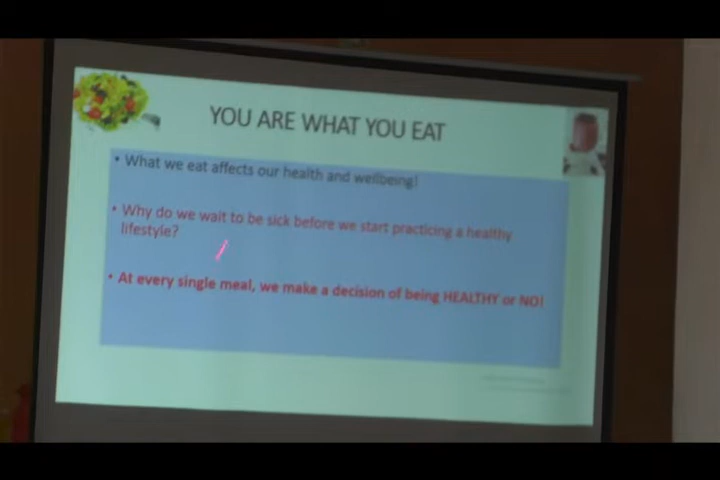 YOU ARE WHAT YOU EAT
• What we eat affects our health and wellbeing!
• Why do we wait to be sick before we start practicing a healthy
lifestyle?
• At every single meal, we make a decision of being HEALTHY or NO!